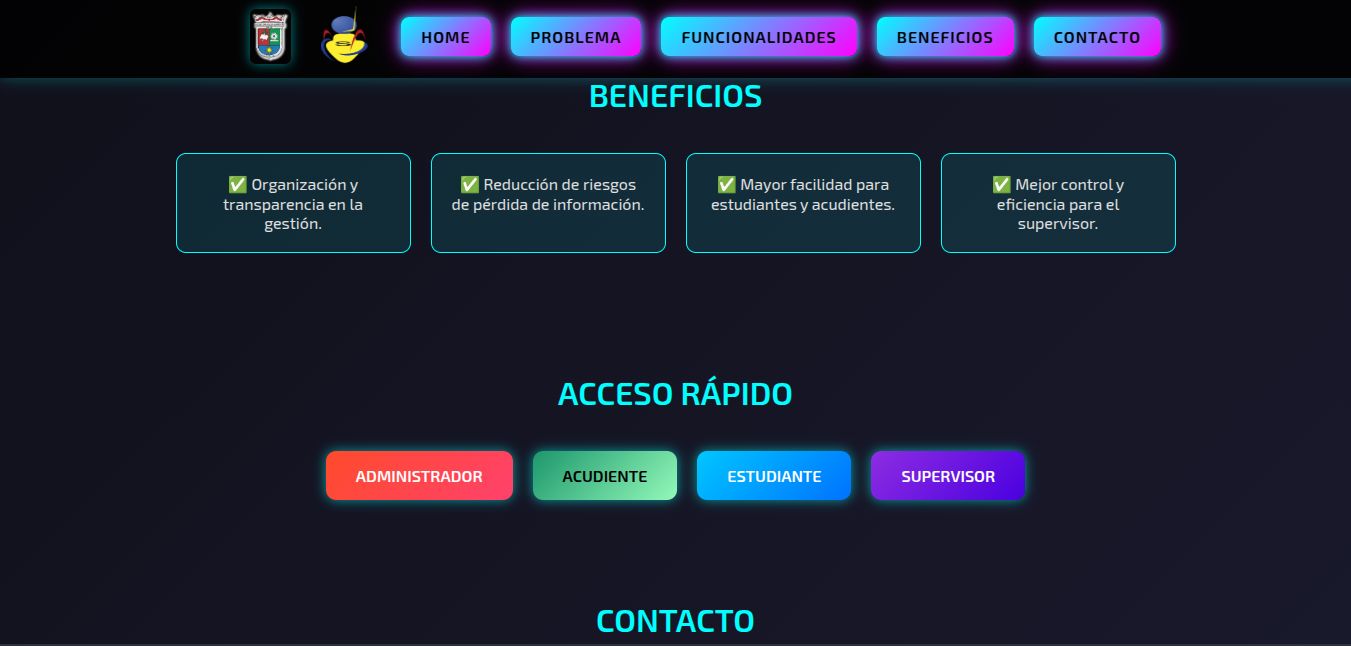 HOME
PROBLEMA
FUNCIONALIDADES
BENEFICIOS
CONTACTO
BENEFICIOS
✅ Organización y
transparencia en la
gestión.
✅ Reducción de riesgos
de pérdida de información.
✅ Mayor facilidad para
estudiantes y acudientes.
✅ Mejor control y
eficiencia para el
supervisor.
ACCESO RÁPIDO
ADMINISTRADOR
ACUDIENTE
ESTUDIANTE
SUPERVISOR
CONTACTO